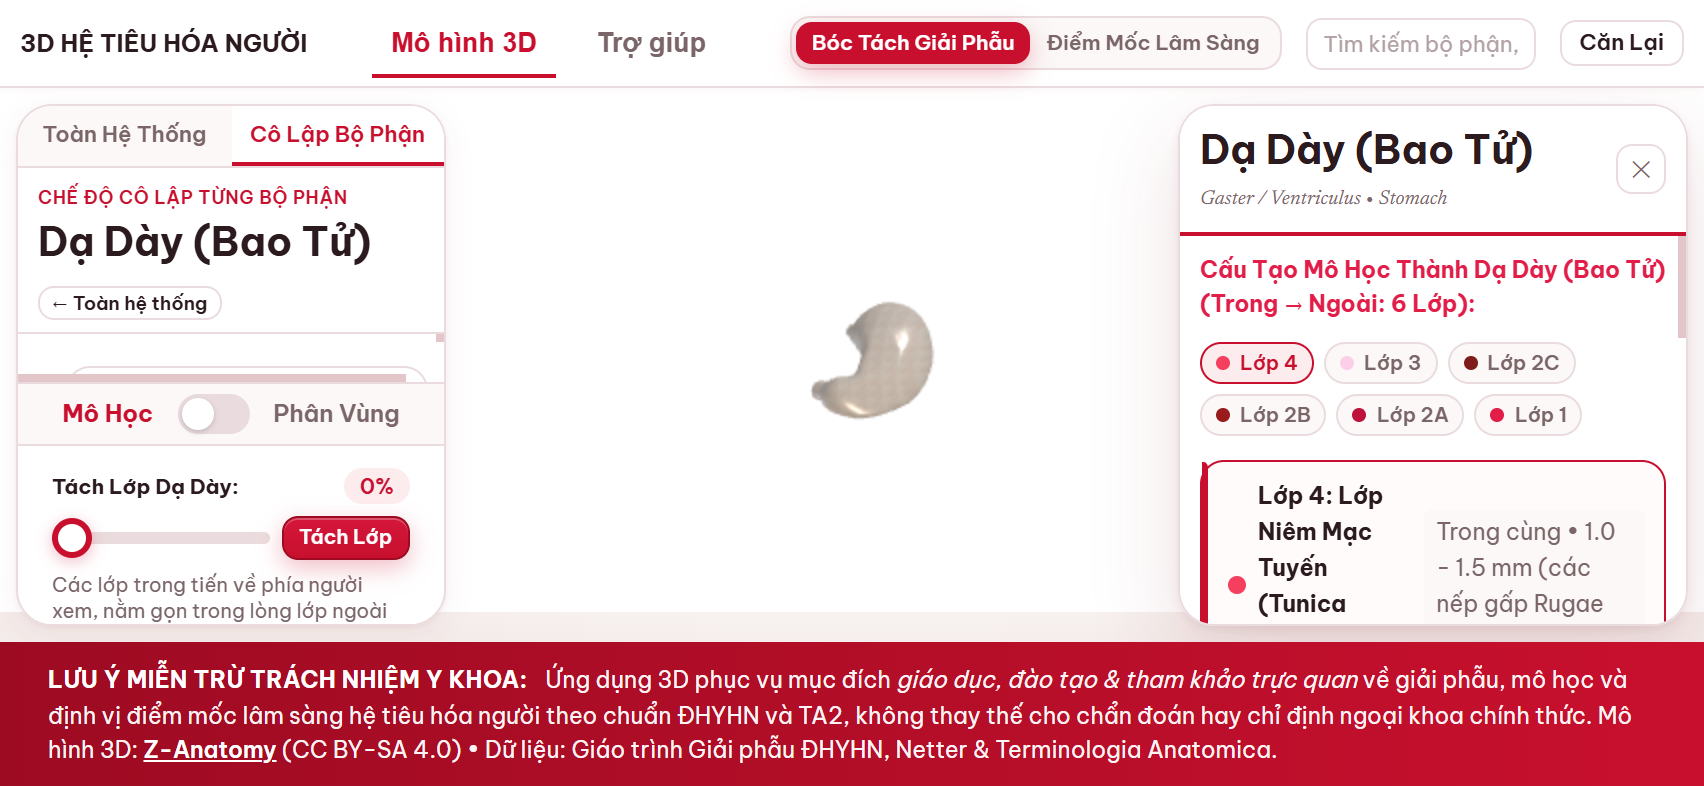 3D HỆ TIÊU HÓA NGƯỜI
Mô hình 3D
Trợ giúp
Bóc Tách Giải Phẫu
Điểm Mốc Lâm Sàng
Tìm kiếm bộ phận,
Căn Lại
Toàn Hệ Thống
Cô Lập Bộ Phận
CHẾ ĐỘ CÔ LẬP TỪNG BỘ PHẬN
Dạ Dày (Bao Tử)
← Toàn hệ thống
Mô Học
Phân Vùng
Tách Lớp Dạ Dày:
0%
Tách Lớp
Các lớp trong tiến về phía người
xem, nằm gọn trong lòng lớp ngoài
Dạ Dày (Bao Tử)
Gaster / Ventriculus • Stomach
Cấu Tạo Mô Học Thành Dạ Dày (Bao Tử)
(Trong → Ngoài: 6 Lớp):
Lớp 4
Lớp 3
Lớp 2C
Lớp 2B
Lớp 2A
Lớp 1
Lớp 4: Lớp
Niêm Mạc
Tuyến
(Tunica
Trong cùng • 1.0
- 1.5 mm (các
nếp gấp Rugae
LƯU Ý MIỄN TRỪ TRÁCH NHIỆM Y KHOA: Ứng dụng 3D phục vụ mục đích giáo dục, đào tạo & tham khảo trực quan về giải phẫu, mô học và
định vị điểm mốc lâm sàng hệ tiêu hóa người theo chuẩn ĐHYHN và TA2, không thay thế cho chẩn đoán hay chỉ định ngoại khoa chính thức. Mô
hình 3D: Z-Anatomy (CC BY-SA 4.0) • Dữ liệu: Giáo trình Giải phẫu ĐHYHN, Netter & Terminologia Anatomica.